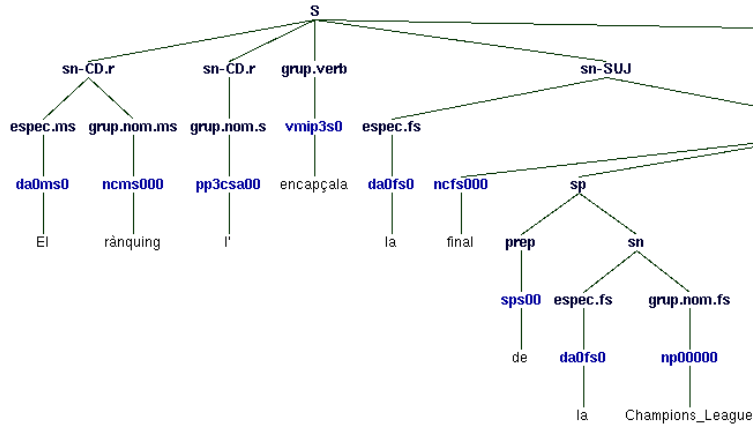 S
sn-CD.r sn-CD.r grup.verb sn-SUJ
espec.ms grup.nom.ms grup.nom.s vmip3s0 espec.fs
da0ms0 ncms000 pp3csa00 encapçala da0fs0 ncfs000 sp
El rànquing l' la final prep sn
sps00 espec.fs grup.nom.fs
de da0fs0 np00000
la Champions_League